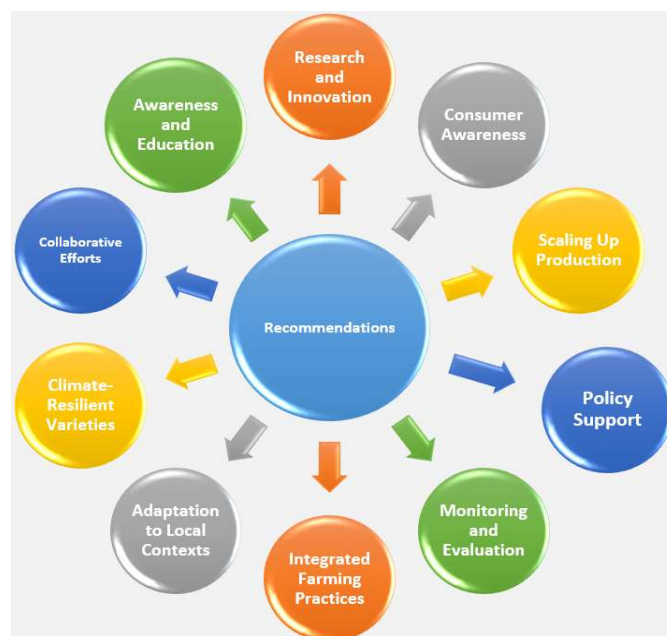 Research
and
Innovation
Consumer
Awareness
Scaling Up
Production
Policy
Support
Monitoring
and
Evaluation
Integrated
Farming
Practices
Adaptation
to Local
Contexts
Climate-
Resilient
Varieties
Collaborative
Efforts
Awareness
and
Education
Recommendations